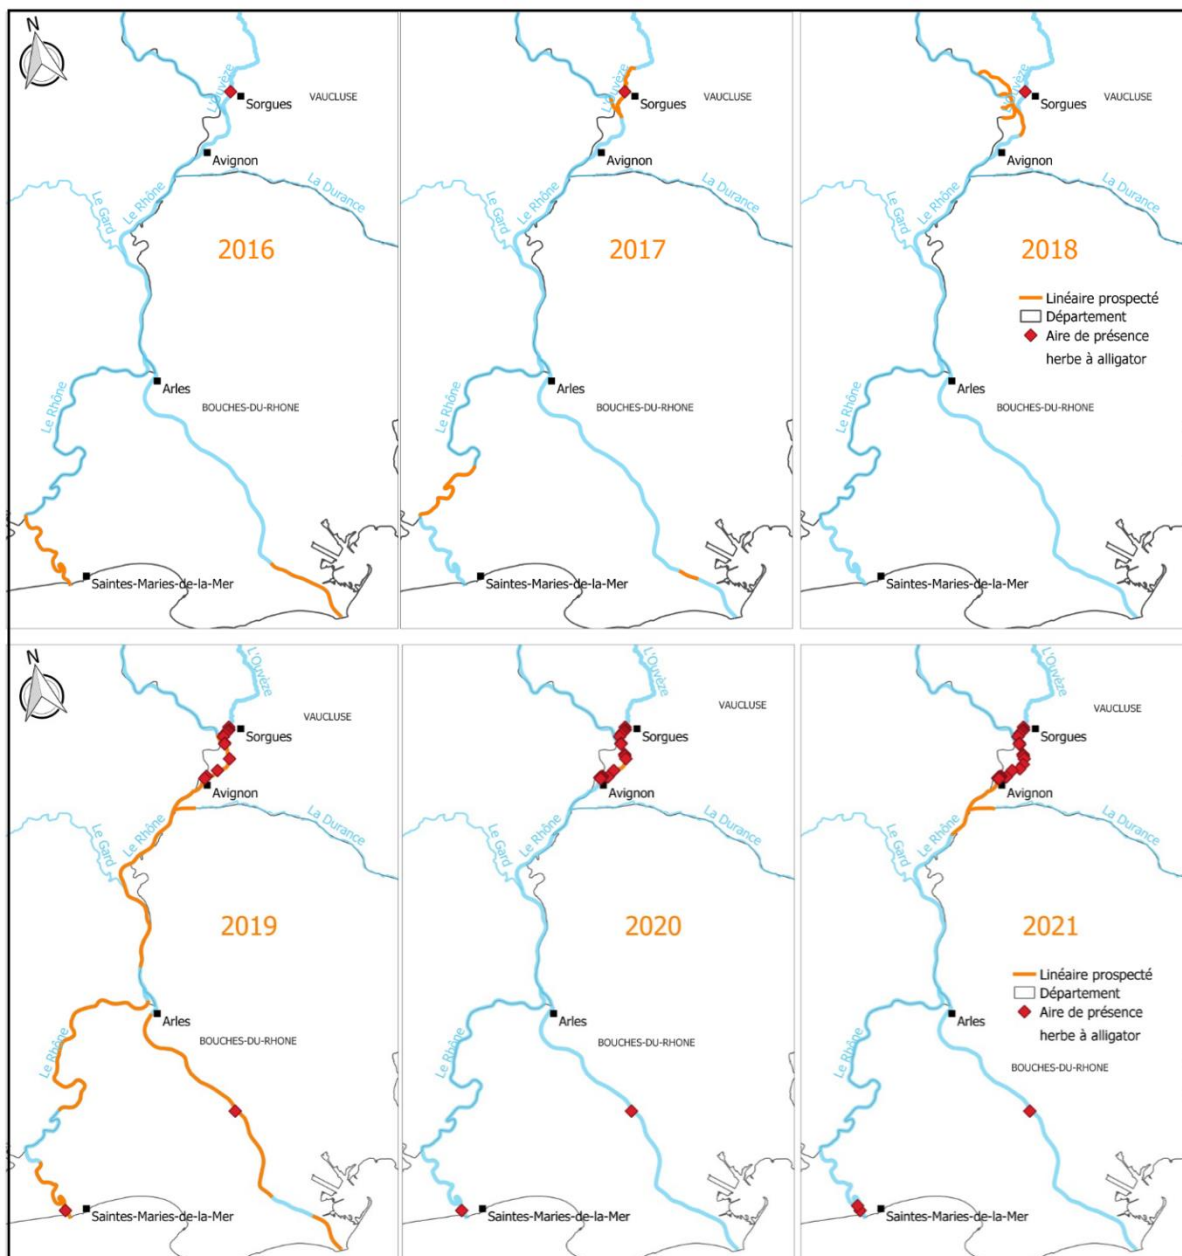 N
L'Ouvèze
VAUCLUSE
Sorgues
Avignon
La Durance
Le Gard
Le Rhône
2016
Arles
Le Rhône
BOUCHES-DU-RHONE
Saintes-Maries-de-la-Mer
L'Ouvèze
VAUCLUSE
Sorgues
Avignon
La Durance
Le Gard
Le Rhône
2017
Arles
Le Rhône
BOUCHES-DU-RHONE
Saintes-Maries-de-la-Mer
L'Ouvèze
VAUCLUSE
Sorgues
Avignon
La Durance
Le Gard
Le Rhône
2018
Linéaire prospecté
Département
Aire de présence
herbe à alligator
Arles
Le Rhône
BOUCHES-DU-RHONE
Saintes-Maries-de-la-Mer
N
L'Ouvèze
VAUCLUSE
Sorgues
Avignon
La Durance
Le Gard
Le Rhône
2019
Arles
Le Rhône
BOUCHES-DU-RHONE
Saintes-Maries-de-la-Mer
L'Ouvèze
VAUCLUSE
Sorgues
Avignon
La Durance
Le Gard
Le Rhône
2020
Arles
Le Rhône
BOUCHES-DU-RHONE
Saintes-Maries-de-la-Mer
L'Ouvèze
VAUCLUSE
Sorgues
Avignon
La Durance
Le Gard
Le Rhône
2021
Linéaire prospecté
Département
Aire de présence
herbe à alligator
Arles
Le Rhône
BOUCHES-DU-RHONE
Saintes-Maries-de-la-Mer